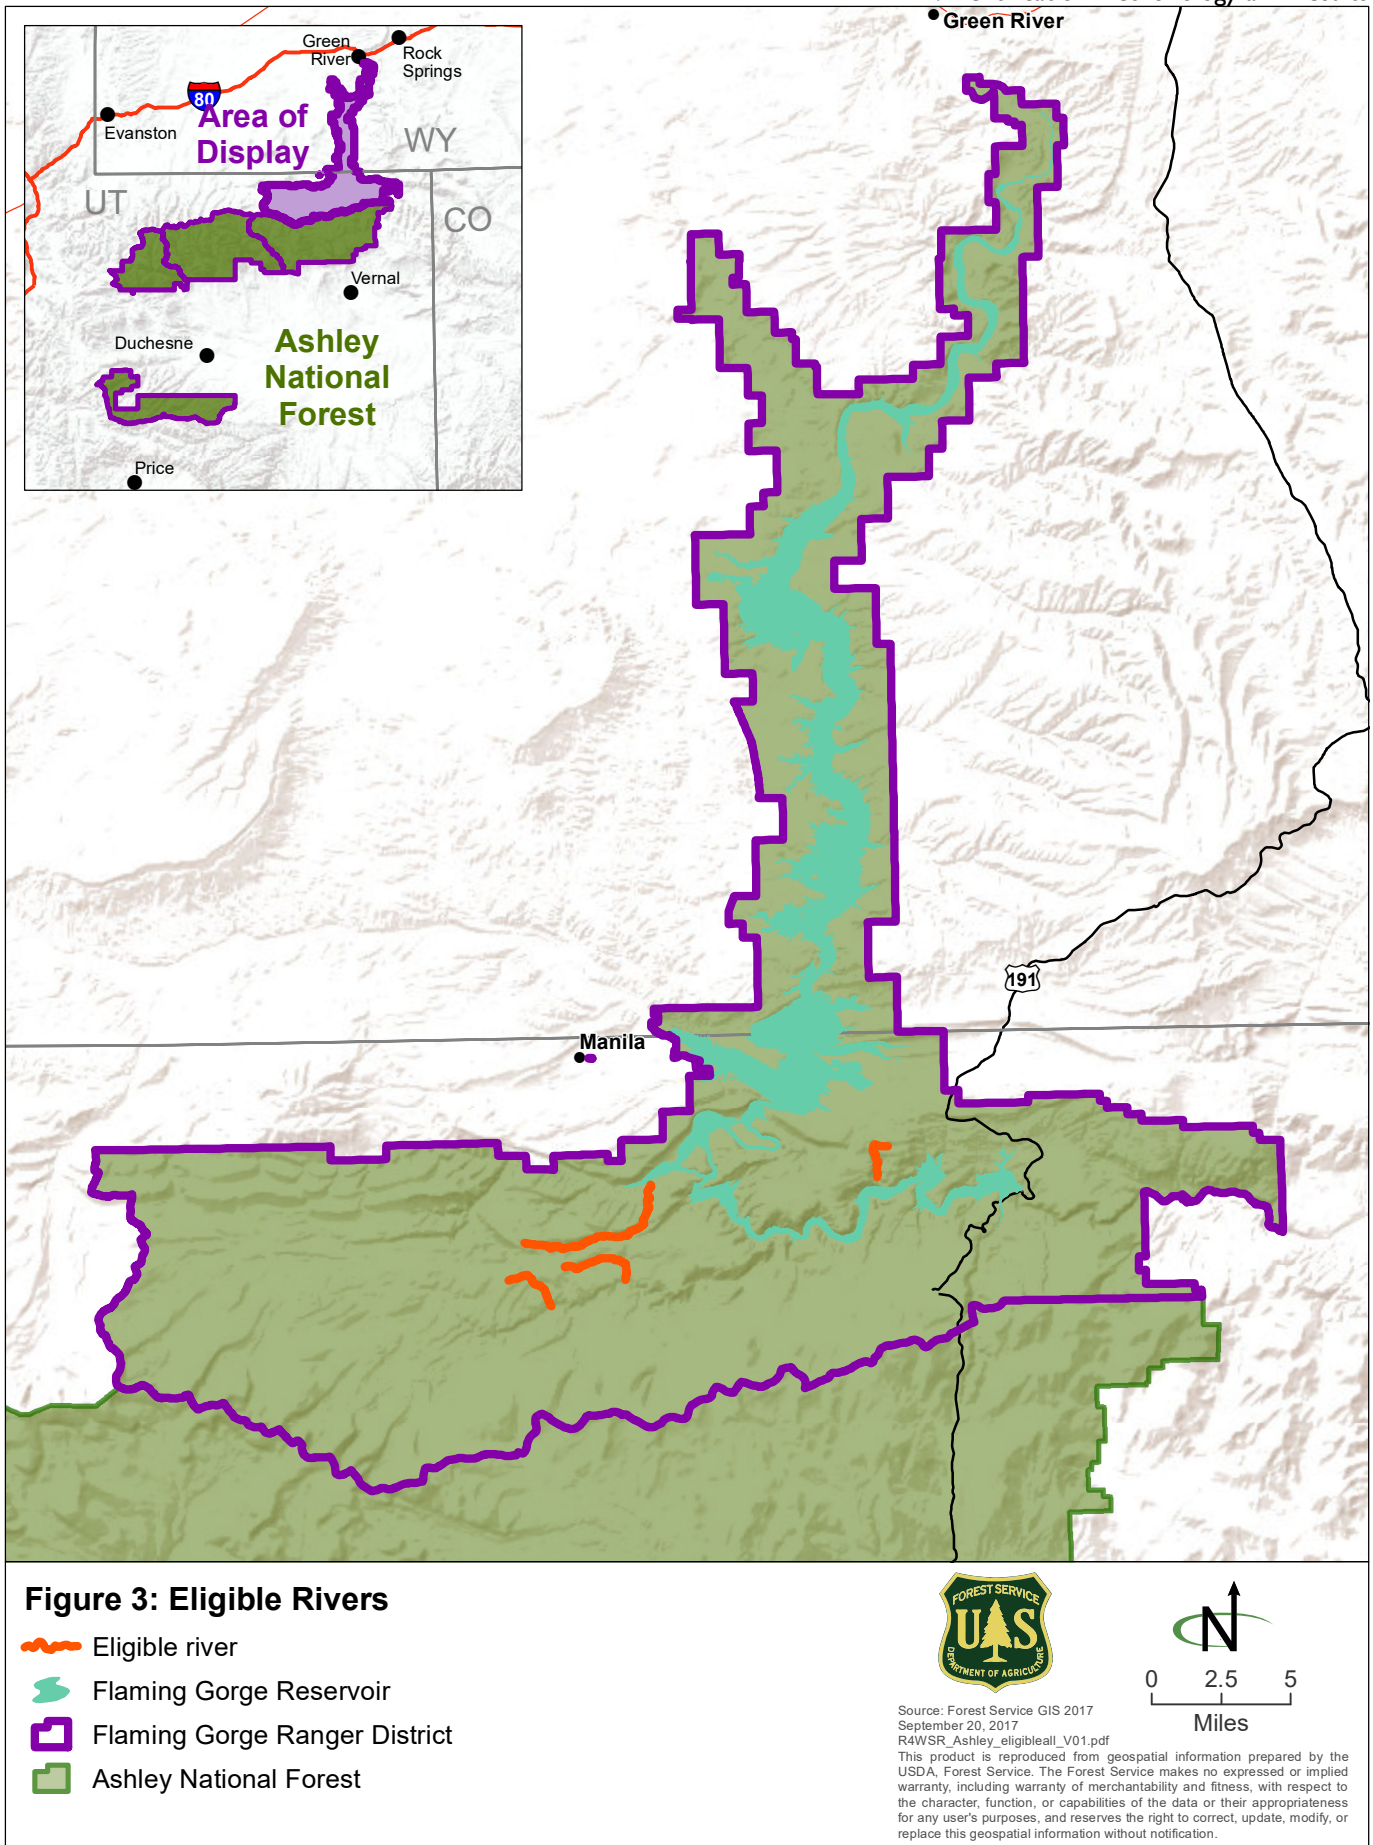 Green River
Green
River
Rock
Springs
80
Evanston
Area of
Display
WY
UT
CO
Vernal
Duchesne
Ashley
National
Forest
Price
191
Manila
Figure 3: Eligible Rivers
Eligible river
Flaming Gorge Reservoir
Flaming Gorge Ranger District
Ashley National Forest
FOREST SERVICE
U S
DEPARTMENT OF AGRICULTURE
N
0 2.5 5
Miles
Source: Forest Service GIS 2017
September 20, 2017
R4WSR_Ashley_eligibleall_V01.pdf
This product is reproduced from geospatial information prepared by the
USDA, Forest Service. The Forest Service makes no expressed or implied
warranty, including warranty of merchantability and fitness, with respect to
the character, function, or capabilities of the data or their appropriateness
for any user's purposes, and reserves the right to correct, update, modify, or
replace this geospatial information without notification.